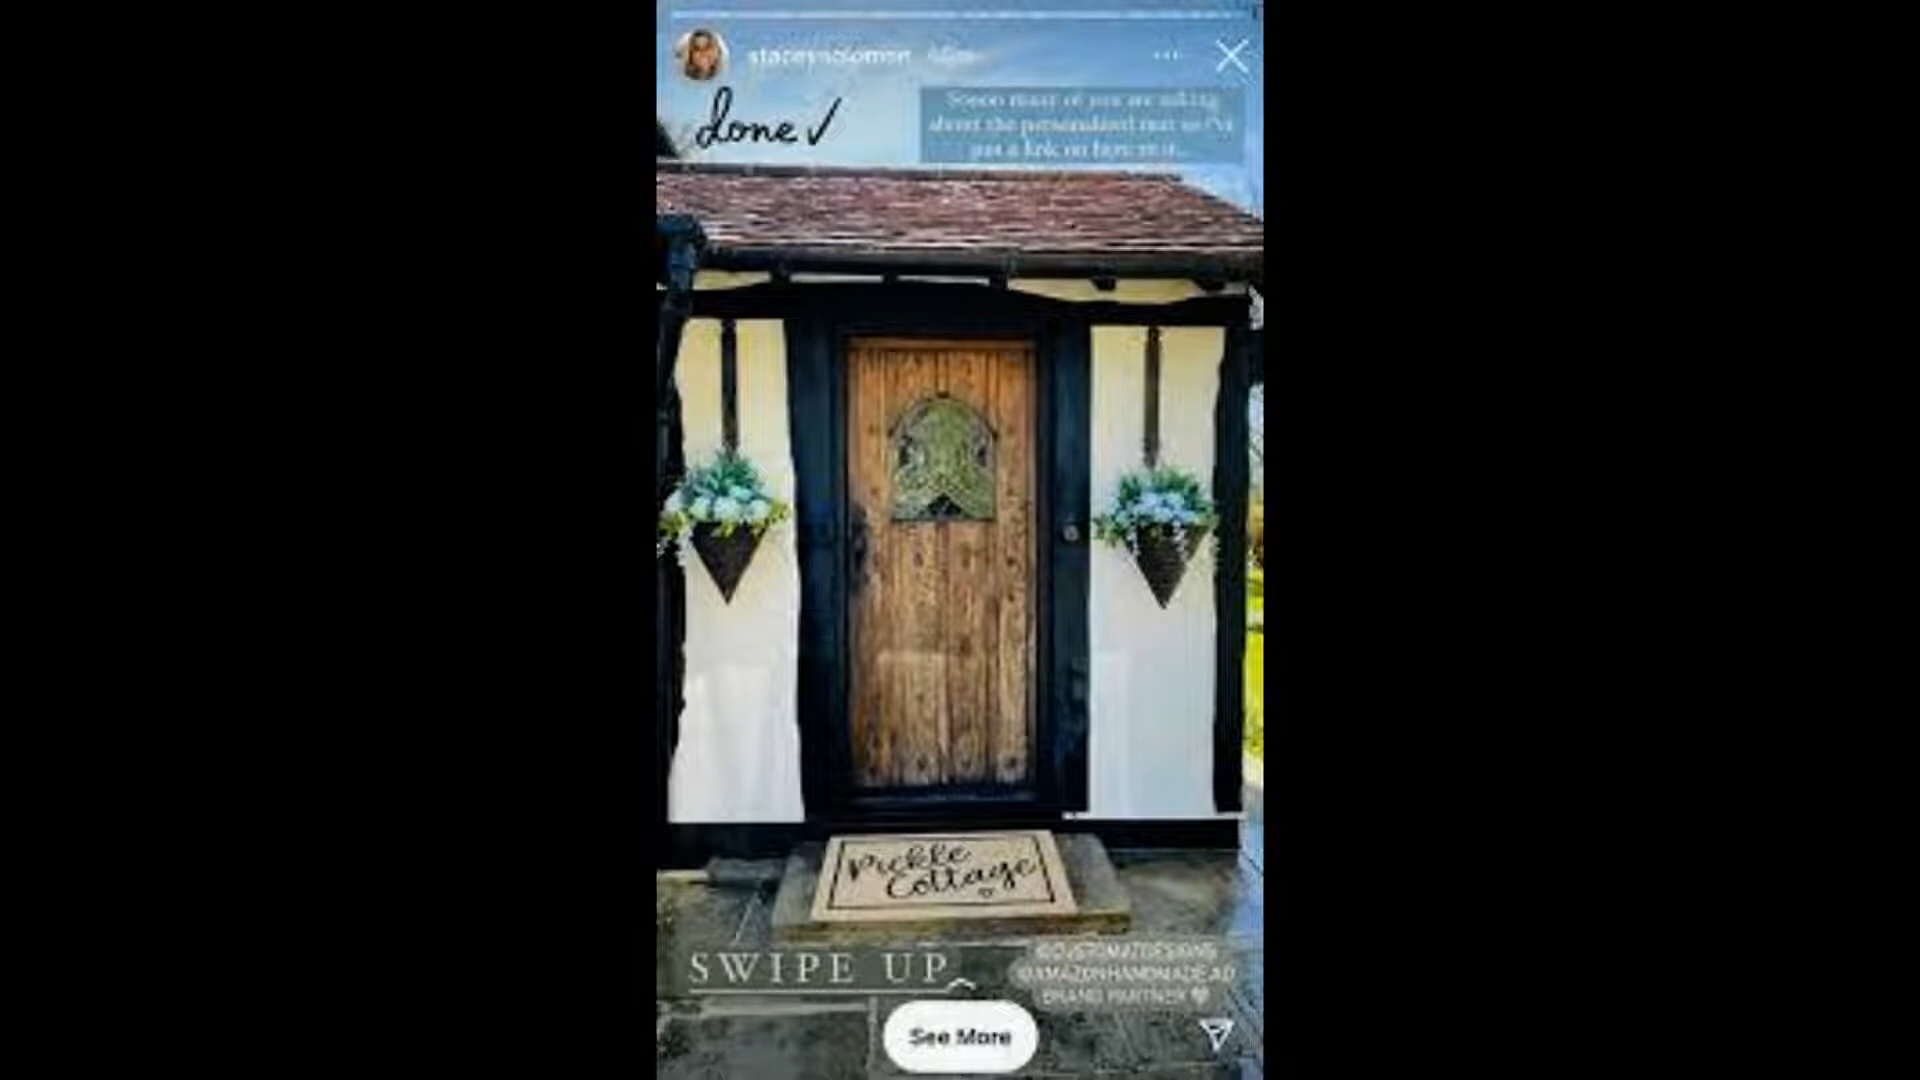 staceysolomon
done ✓
Soooo many of you are asking
about the personalised mat so I've
put a link on here to it...
Pickle
Cottage
SWIPE UP
@CUSTOMATDESIGNS
@AMAZONHANDMADE AD
BRAND PARTNER
See More